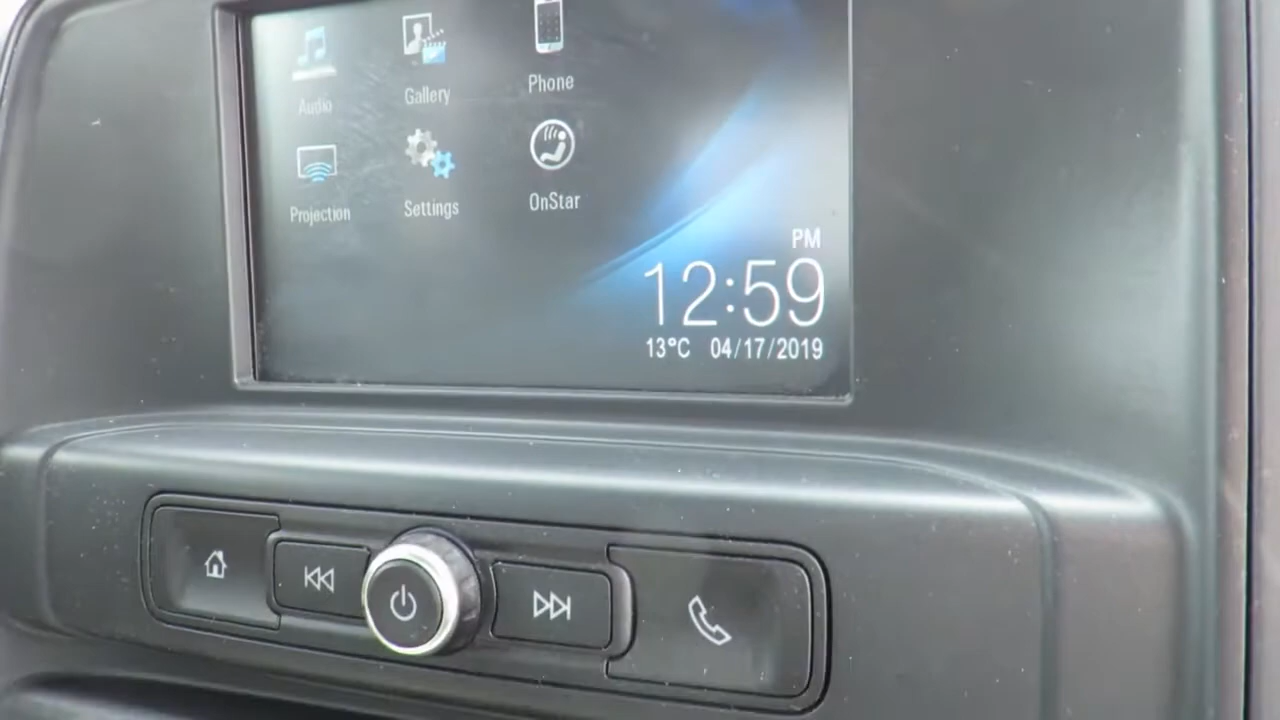 Audio Gallery Phone
Projection Settings OnStar
PM
12:59
13°C 04/17/2019